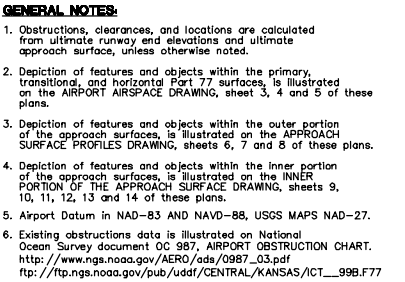 GENERAL NOTES:
1. Obstructions, clearances, and locations are calculated
from ultimate runway end elevations and ultimate
approach surface, unless otherwise noted.
2. Depiction of features and objects within the primary,
transitional, and horizontal Part 77 surfaces, is illustrated
on the AIRPORT AIRSPACE DRAWING, sheet 3, 4 and 5 of these
plans.
3. Depiction of features and objects within the outer portion
of the approach surfaces, is illustrated on the APPROACH
SURFACE PROFILES DRAWING, sheets 6, 7 and 8 of these plans.
4. Depiction of features and objects within the inner portion
of the approach surfaces, is illustrated on the INNER
PORTION OF THE APPROACH SURFACE DRAWING, sheets 9,
10, 11, 12, 13 and 14 of these plans.
5. Airport Datum in NAD-83 AND NAVD-88, USGS MAPS NAD-27.
6. Existing obstructions data is illustrated on National
Ocean Survey document OC 987, AIRPORT OBSTRUCTION CHART.
http://www.ngs.noaa.gov/AERO/ads/0987_03.pdf
ftp://ftp.ngs.noaa.gov/pub/uddf/CENTRAL/KANSAS/ICT__99B.F77